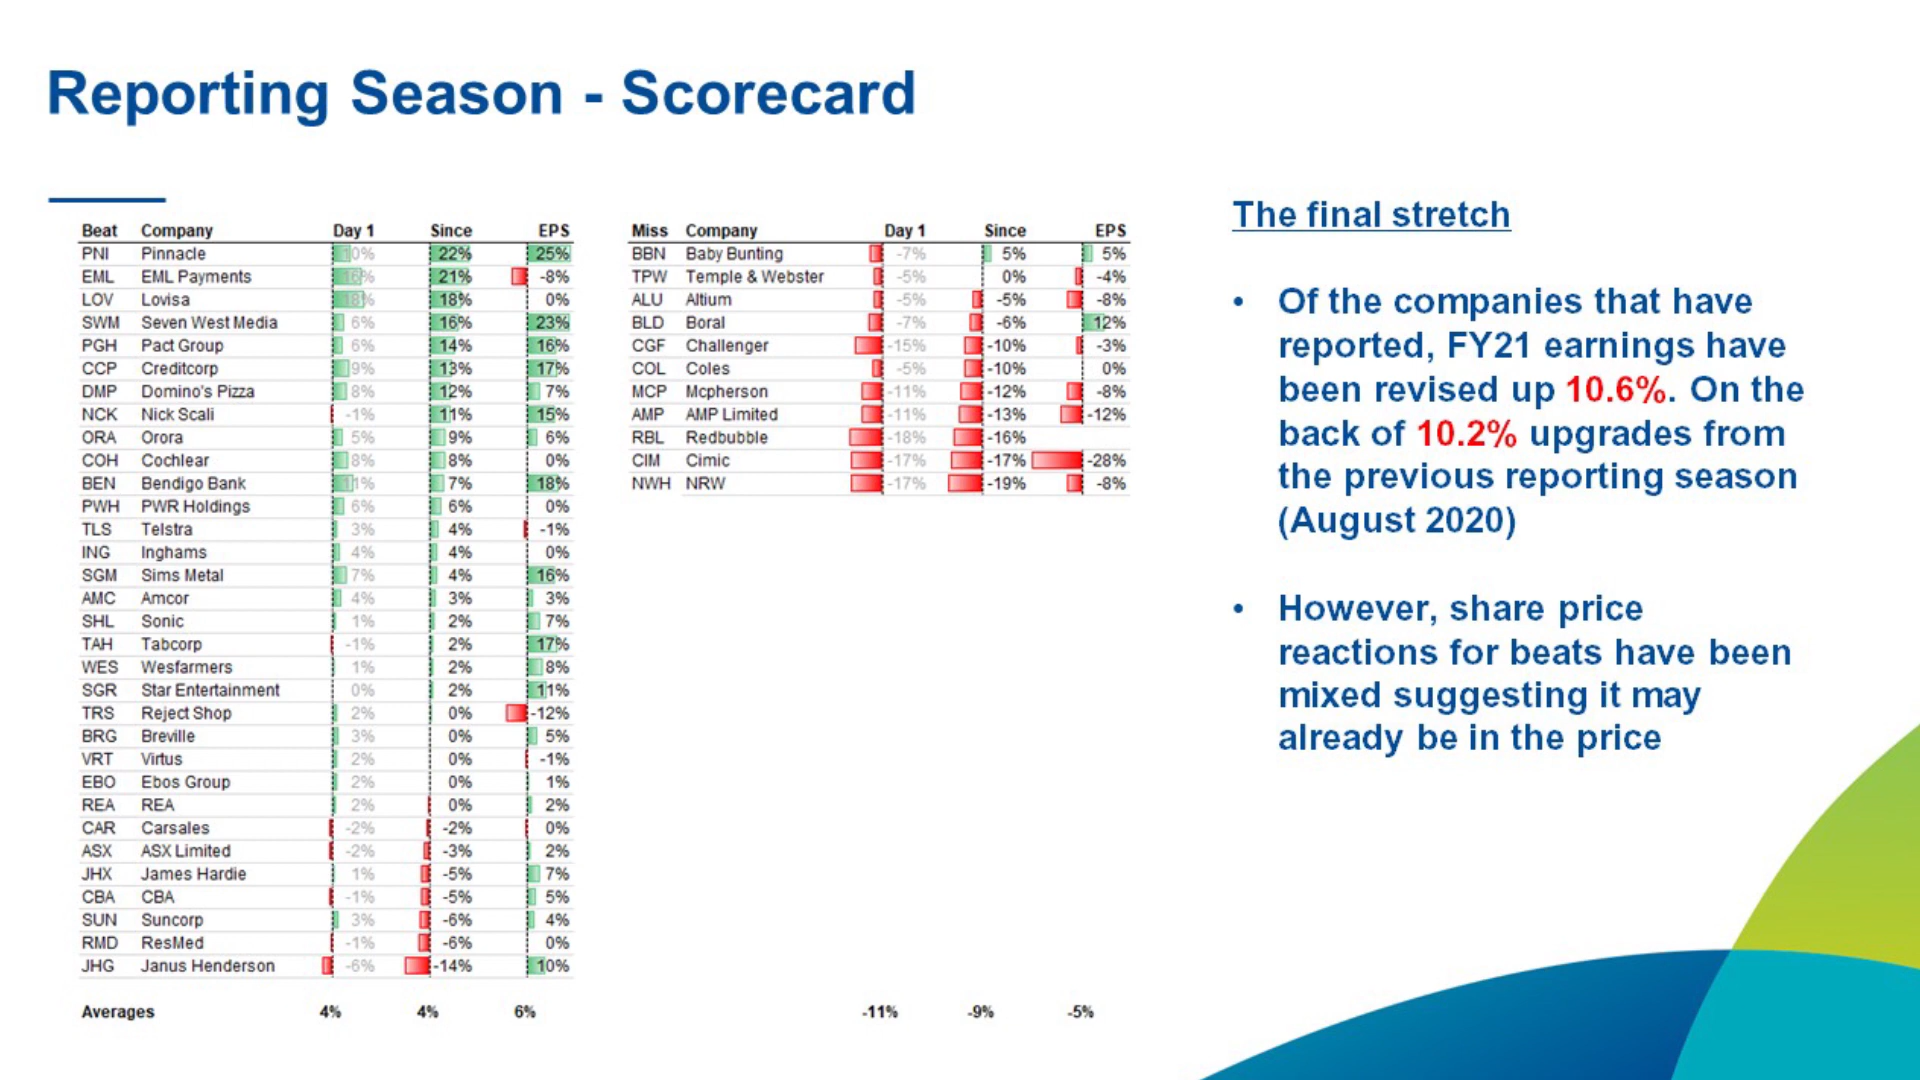 Reporting Season - Scorecard
Beat Company Day 1 Since EPS
PNI Pinnacle 10% 22% 25%
EML EML Payments 16% 21% -8%
LOV Lovisa 18% 18% 0%
SWM Seven West Media 6% 16% 23%
PGH Pact Group 6% 14% 16%
CCP Creditcorp 9% 13% 17%
DMP Domino's Pizza 8% 12% 7%
NCK Nick Scali -1% 11% 15%
ORA Orora 5% 9% 6%
COH Cochlear 8% 8% 0%
BEN Bendigo Bank 11% 7% 18%
PWH PWR Holdings 6% 6% 0%
TLS Telstra 3% 4% -1%
ING Inghams 4% 4% 0%
SGM Sims Metal 7% 4% 16%
AMC Amcor 4% 3% 3%
SHL Sonic 1% 2% 7%
TAH Tabcorp -1% 2% 17%
WES Wesfarmers 1% 2% 8%
SGR Star Entertainment 0% 2% 11%
TRS Reject Shop 2% 0% -12%
BRG Breville 3% 0% 5%
VRT Virtus 2% 0% -1%
EBO Ebos Group 2% 0% 1%
REA REA 2% 0% 2%
CAR Carsales -2% -2% 0%
ASX ASX Limited -2% -3% 2%
JHX James Hardie 1% -5% 7%
CBA CBA -1% -5% 5%
SUN Suncorp 3% -6% 4%
RMD ResMed -1% -6% 0%
JHG Janus Henderson -6% -14% 10%
Averages 4% 4% 6%
Miss Company Day 1 Since EPS
BBN Baby Bunting -7% 5% 5%
TPW Temple & Webster -5% 0% -4%
ALU Altium -5% -5% -8%
BLD Boral -7% -6% 12%
CGF Challenger -15% -10% -3%
COL Coles -5% -10% 0%
MCP Mcpherson -11% -12% -8%
AMP AMP Limited -11% -13% -12%
RBL Redbubble -18% -16%
CIM Cimic -17% -17% -28%
NWH NRW -17% -19% -8%
-11% -9% -5%
The final stretch
• Of the companies that have
reported, FY21 earnings have
been revised up 10.6%. On the
back of 10.2% upgrades from
the previous reporting season
(August 2020)
• However, share price
reactions for beats have been
mixed suggesting it may
already be in the price